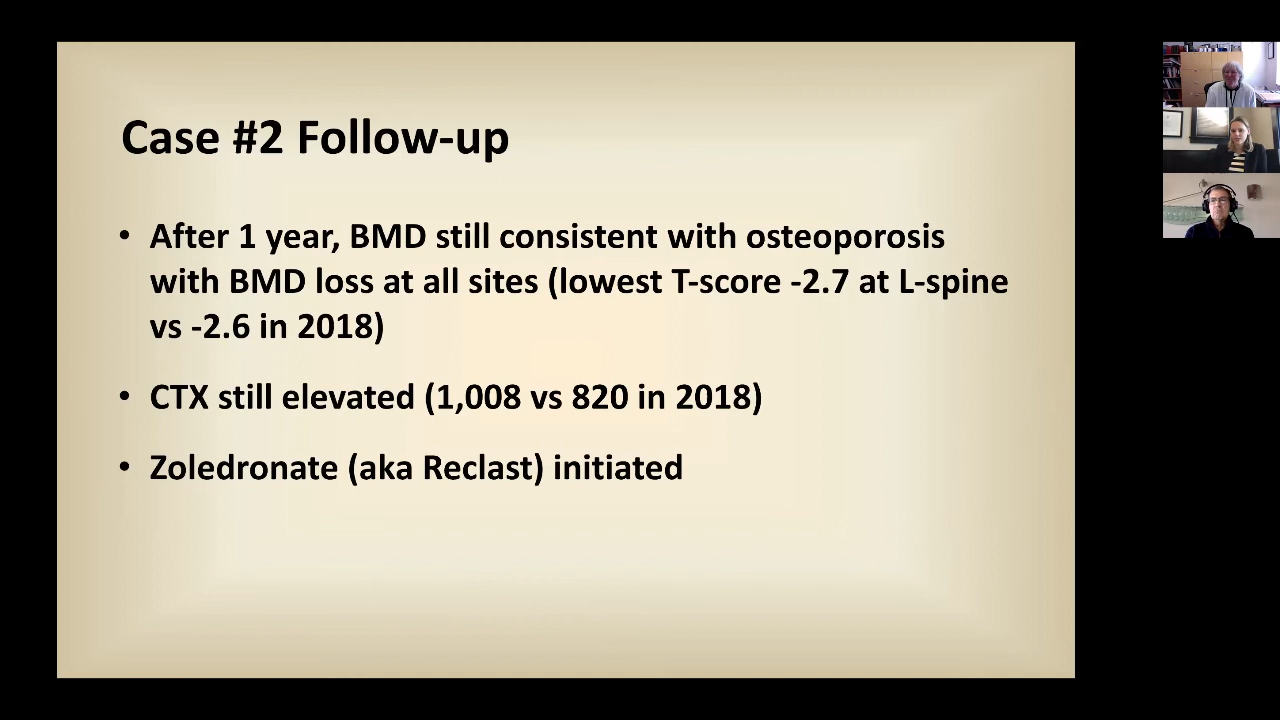 Case #2 Follow-up
• After 1 year, BMD still consistent with osteoporosis
with BMD loss at all sites (lowest T-score -2.7 at L-spine
vs -2.6 in 2018)
• CTX still elevated (1,008 vs 820 in 2018)
• Zoledronate (aka Reclast) initiated